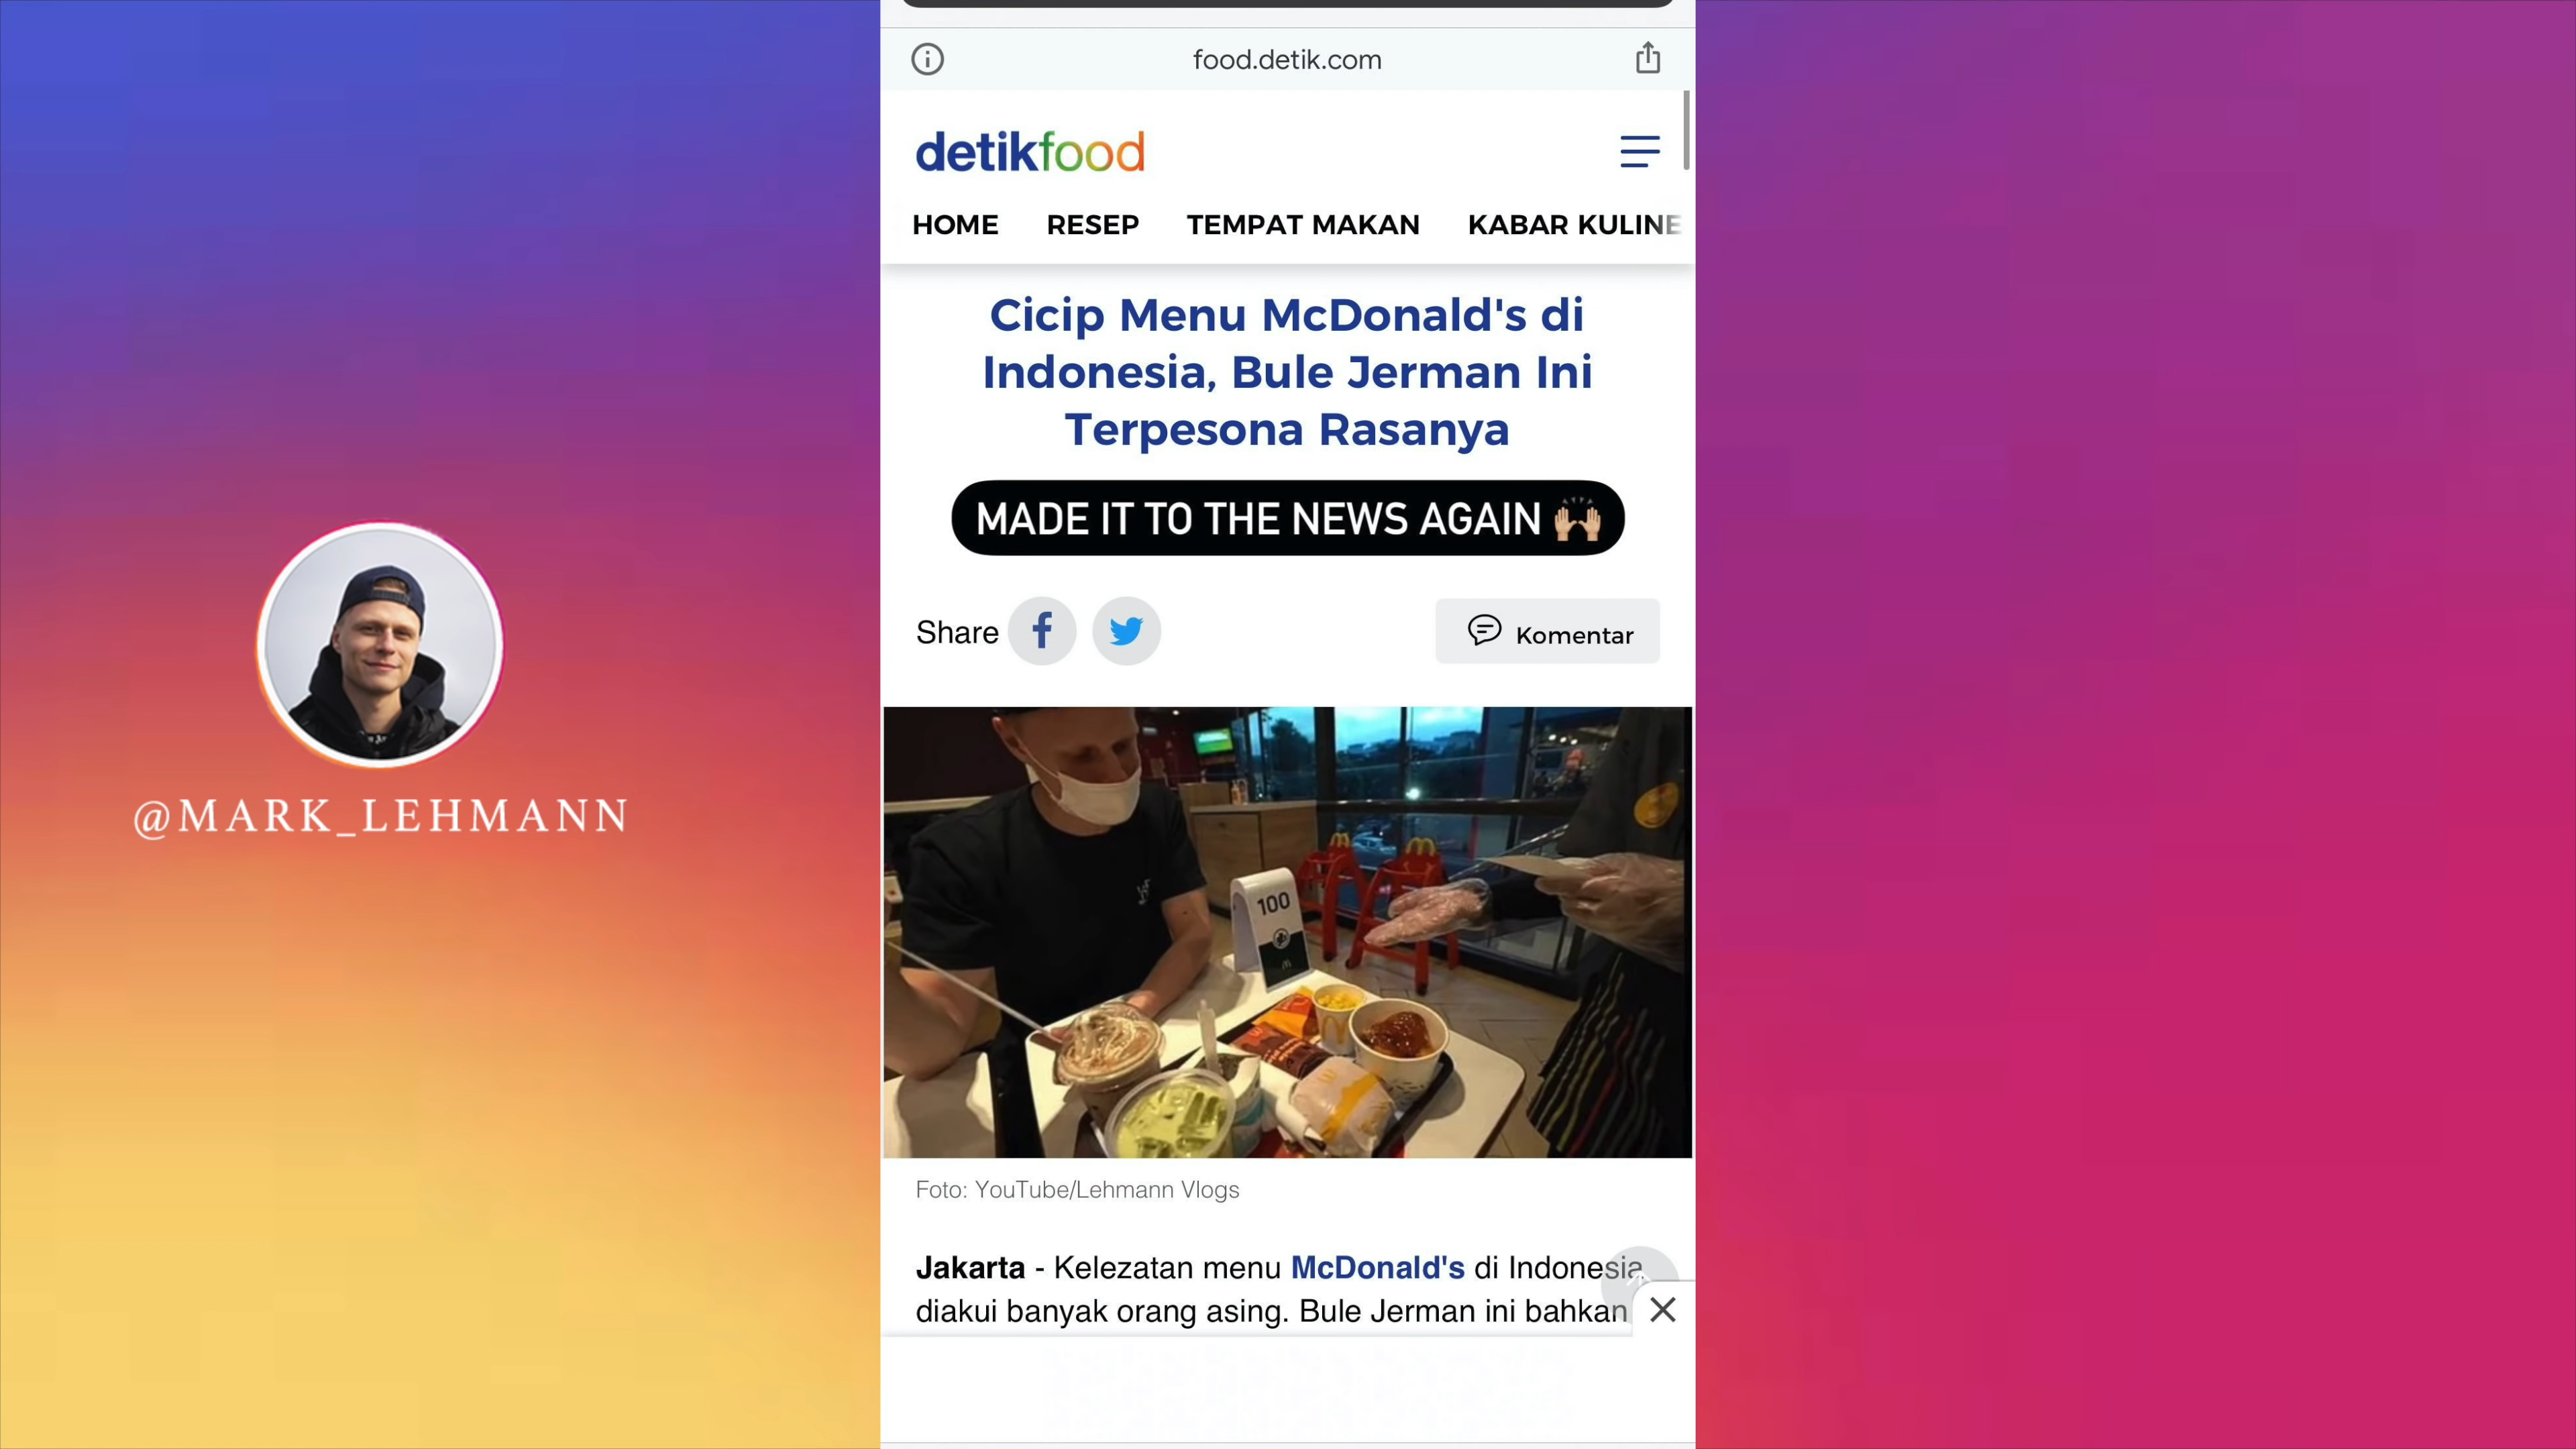 food.detik.com
detikfood
HOME RESEP TEMPAT MAKAN KABAR KULINE
Cicip Menu McDonald's di
Indonesia, Bule Jerman Ini
Terpesona Rasanya
MADE IT TO THE NEWS AGAIN 🙌🏼
Share
Komentar
@MARK_LEHMANN
100
Foto: YouTube/Lehmann Vlogs
Jakarta - Kelezatan menu McDonald's di Indonesia
diakui banyak orang asing. Bule Jerman ini bahkan